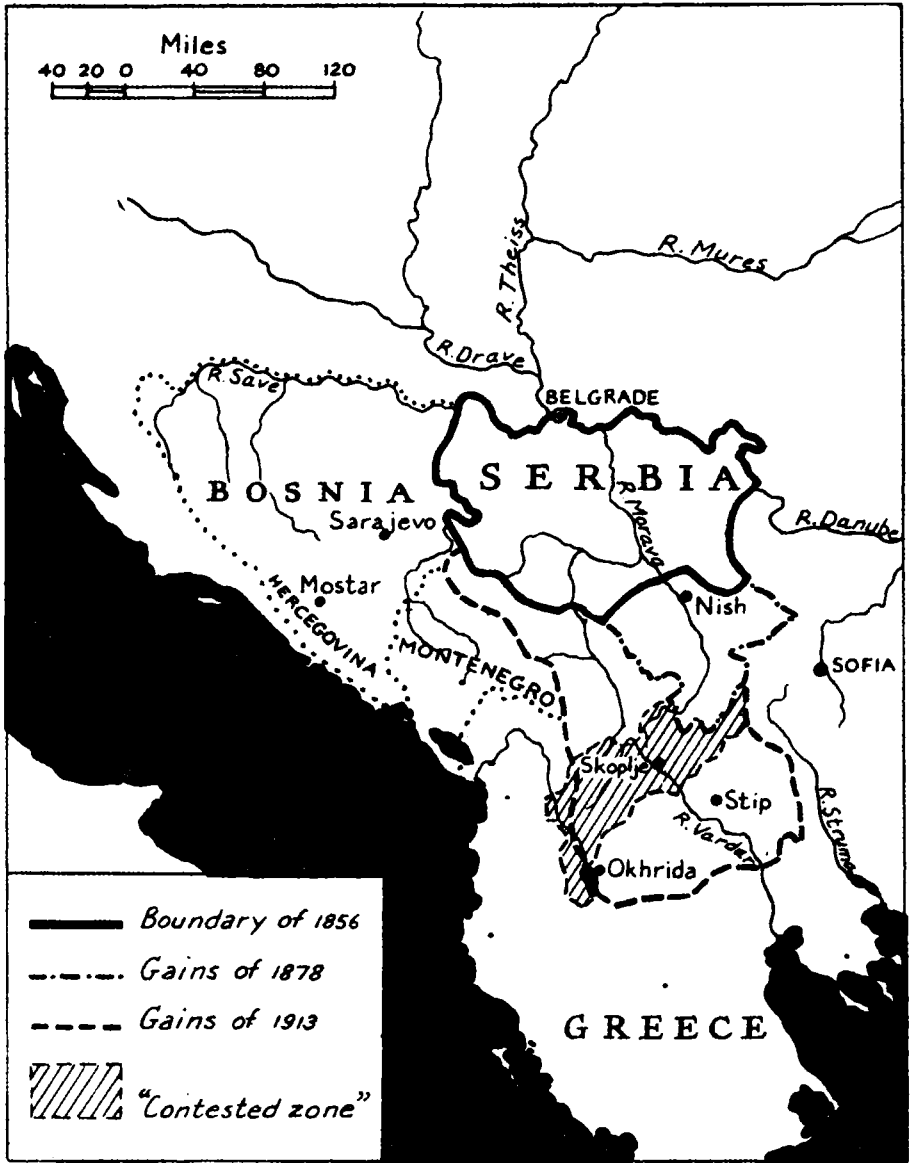 Miles
40 20 0 40 80 120
R. Theiss
R. Mures
R. Drave
R. Save
BELGRADE
SERBIA
BOSNIA
R. Morava
Sarajevo
R. Danube
Mostar
Nish
HERCEGOVINA
MONTENEGRO
SOFIA
Skoplje
Stip
R. Vardar
R. Struma
Okhrida
Boundary of 1856
Gains of 1878
Gains of 1913
"Contested zone"
GREECE